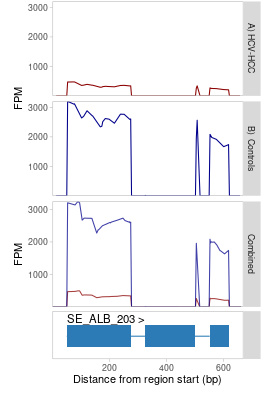 3000
2000
1000
FPM
A) HCV-HCC
3000
2000
1000
B) Controls
3000
2000
1000
FPM
Combined
SE_ALB_203 >
200
400
600
Distance from region start (bp)